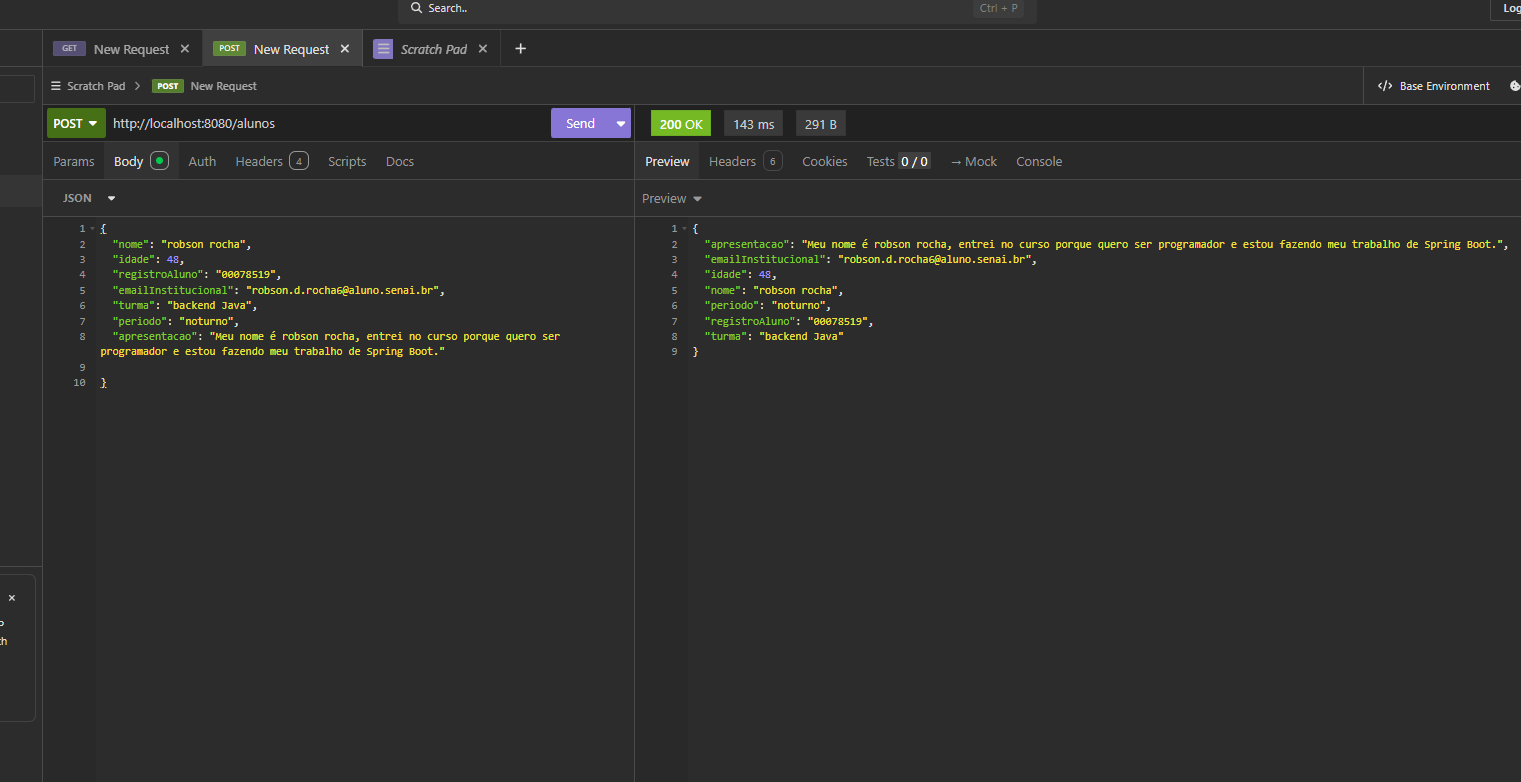 Search..
Ctrl + P
Log
GET New Request ×
POST New Request ×
Scratch Pad ×
+
Scratch Pad > POST New Request
</> Base Environment
POST http://localhost:8080/alunos
Send
200 OK 143 ms 291 B
Params Body Auth Headers 4 Scripts Docs
Preview Headers 6 Cookies Tests 0 / 0 → Mock Console
JSON
Preview
1 {
2 "nome": "robson rocha",
3 "idade": 48,
4 "registroAluno": "00078519",
5 "emailInstitucional": "robson.d.rocha6@aluno.senai.br",
6 "turma": "backend Java",
7 "periodo": "noturno",
8 "apresentacao": "Meu nome é robson rocha, entrei no curso porque quero ser
programador e estou fazendo meu trabalho de Spring Boot."
9
10 }
1 {
2 "apresentacao": "Meu nome é robson rocha, entrei no curso porque quero ser programador e estou fazendo meu trabalho de Spring Boot.",
3 "emailInstitucional": "robson.d.rocha6@aluno.senai.br",
4 "idade": 48,
5 "nome": "robson rocha",
6 "periodo": "noturno",
7 "registroAluno": "00078519",
8 "turma": "backend Java"
9 }
×